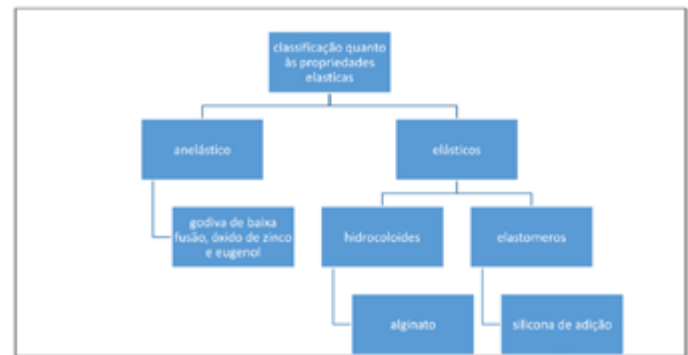 classificação quanto
às propriedades
elasticas
anelástico
elásticos
godiva de baixa
fusão, óxido de zinco
e eugenol
hidrocoloides
elastomeros
alginato
silicona de adição